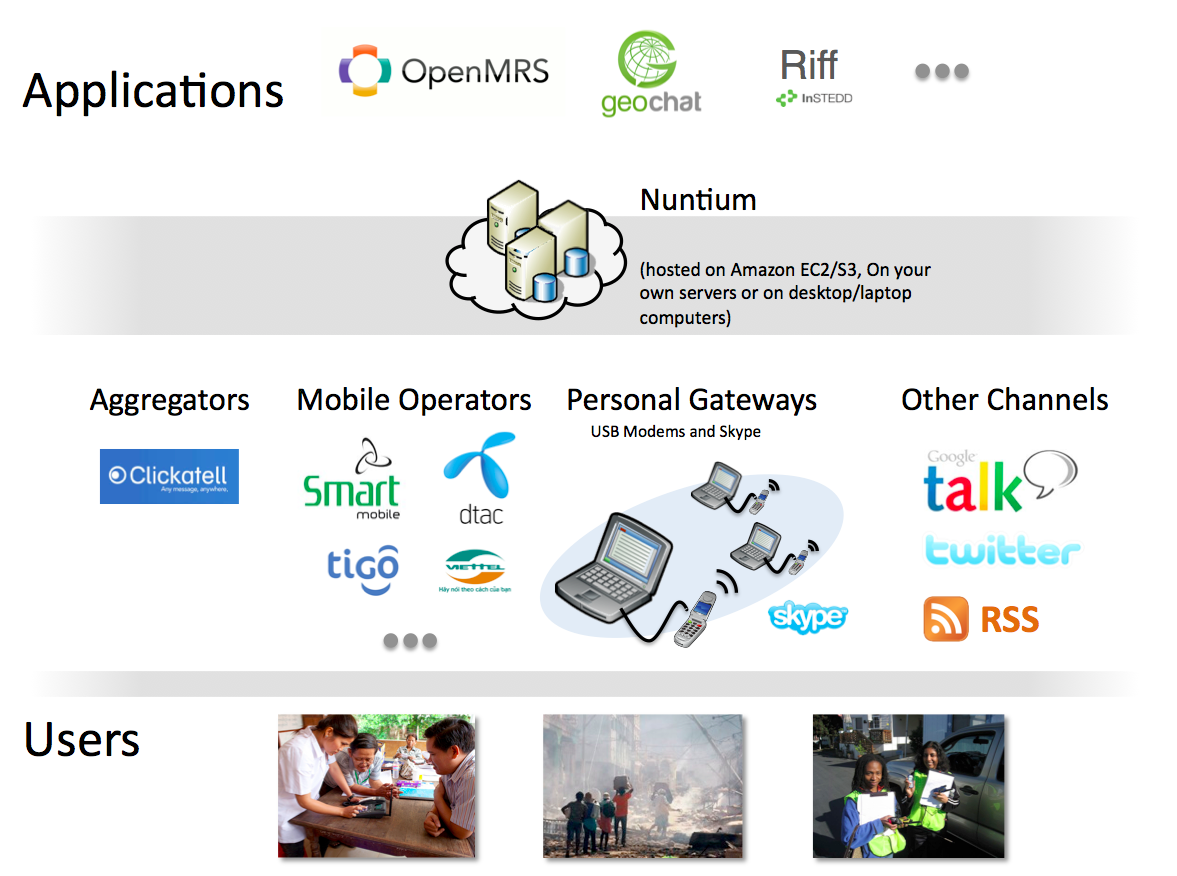 Applications
OpenMRS
geochat
Riff
InSTEDD
Nuntium
(hosted on Amazon EC2/S3, On your
own servers or on desktop/laptop
computers)
Aggregators
Clickatell
Any message, anywhere.
Mobile Operators
smart
mobile
dtac
tigo
VIETTEL
Hãy nói theo cách của bạn
Personal Gateways
USB Modems and Skype
skype
Other Channels
Google
talk
twitter
RSS
Users